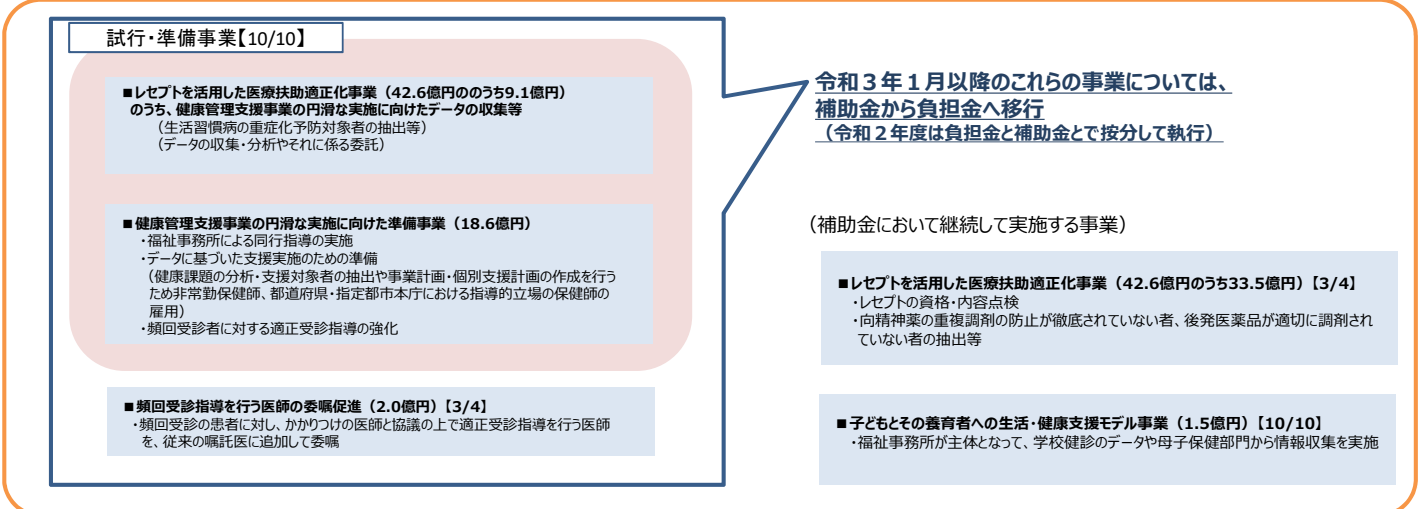 試行・準備事業【10/10】
■レセプトを活用した医療扶助適正化事業（42.6億円ののうち9.1億円）
のうち、健康管理支援事業の円滑な実施に向けたデータの収集等
（生活習慣病の重症化予防対象者の抽出等）
（データの収集・分析やそれに係る委託）
■健康管理支援事業の円滑な実施に向けた準備事業（18.6億円）
・福祉事務所による同行指導の実施
・データに基づいた支援実施のための準備
（健康課題の分析・支援対象者の抽出や事業計画・個別支援計画の作成を行う
ため非常勤保健師、都道府県・指定都市本庁における指導的立場の保健師の
雇用）
・頻回受診者に対する適正受診指導の強化
■頻回受診指導を行う医師の委嘱促進（2.0億円）【3/4】
・頻回受診の患者に対し、かかりつけの医師と協議の上で適正受診指導を行う医師
を、従来の嘱託医に追加して委嘱
令和３年１月以降のこれらの事業については、
補助金から負担金へ移行
（令和２年度は負担金と補助金とで按分して執行）
（補助金において継続して実施する事業）
■レセプトを活用した医療扶助適正化事業（42.6億円のうち33.5億円）【3/4】
・レセプトの資格・内容点検
・向精神薬の重複調剤の防止が徹底されていない者、後発医薬品が適切に調剤され
ていない者の抽出等
■子どもとその養育者への生活・健康支援モデル事業（1.5億円）【10/10】
・福祉事務所が主体となって、学校健診のデータや母子保健部門から情報収集を実施